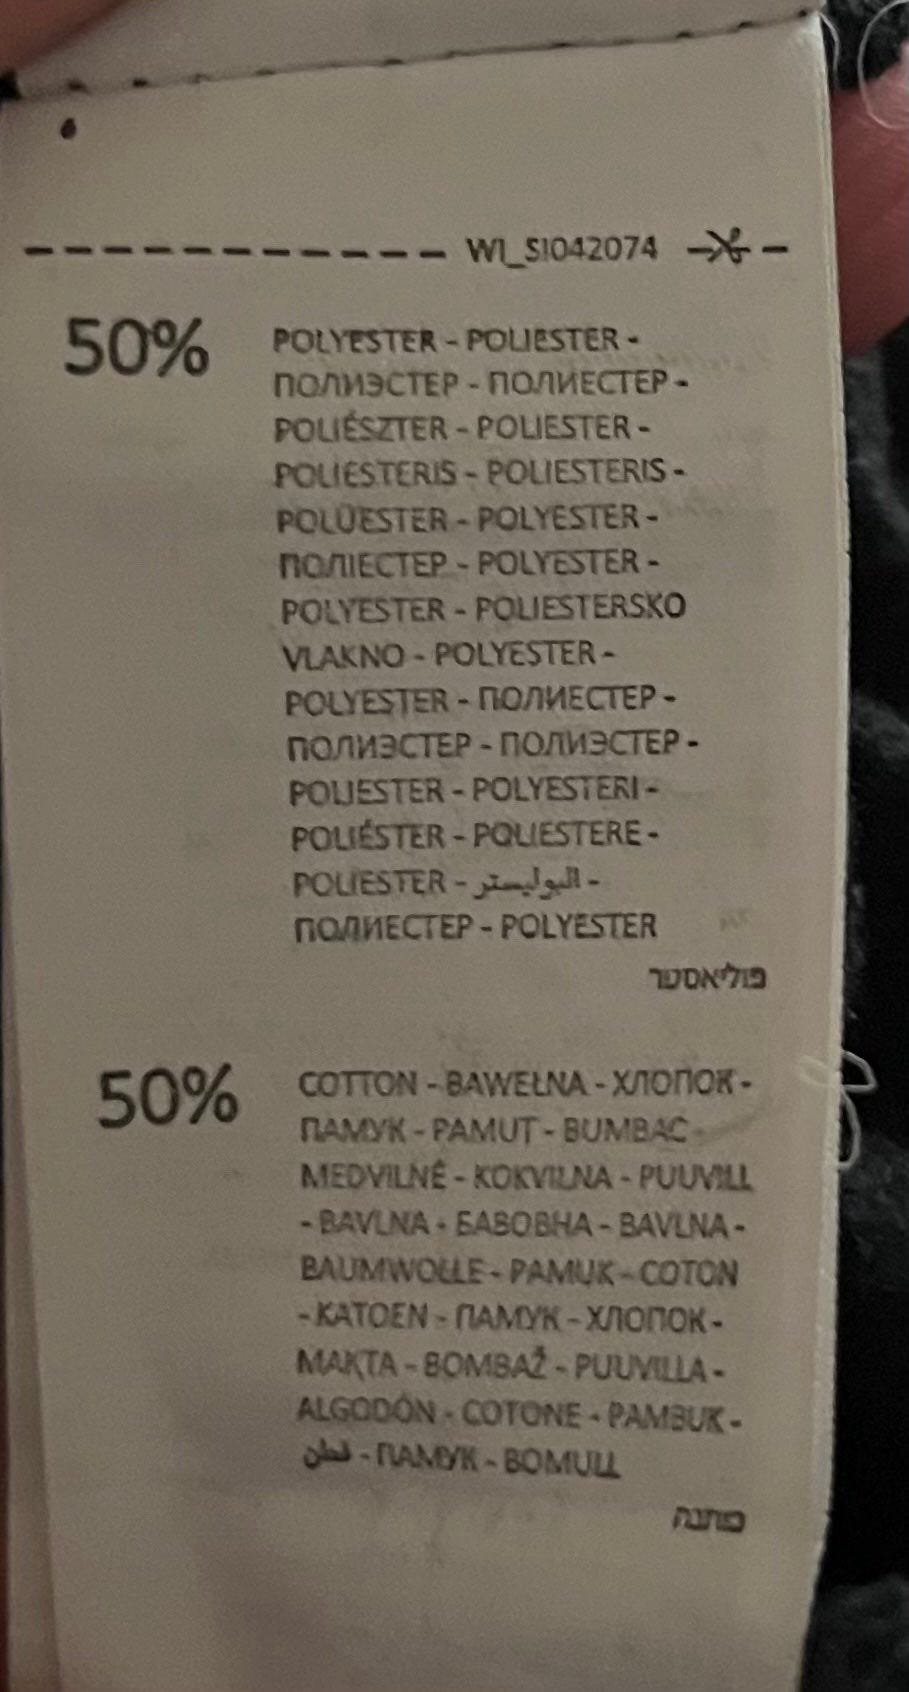 WI_SI042074
50% POLYESTER - POLIESTER -
ПОЛИЭСТЕР - ПОЛИЕСТЕР -
POLIÉSZTER - POLIESTER -
POLIESTERIS - POLIESTERIS -
POLÜESTER - POLYESTER -
ПОЛІЕСТЕР - POLYESTER -
POLYESTER - POLIESTERSKO
VLAKNO - POLYESTER -
POLYESTER - ПОЛИЕСТЕР -
ПОЛИЭСТЕР - ПОЛИЭСТЕР -
POLIESTER - POLYESTERI -
POLIÉSTER - POLIESTERE -
POLIESTER - البوليستر -
ПОЛИЕСТЕР - POLYESTER
פוליאסטר
50% COTTON - BAWEŁNA - ХЛОПОК -
ПАМУК - PAMUT - BUMBAC -
MEDVILNĖ - KOKVILNA - PUUVILL
- BAVLNA - БАВОВНА - BAVLNA -
BAUMWOLLE - PAMUK - COTON
- KATOEN - ПАМУК - ХЛОПОК -
МАҚТА - BOMBAŽ - PUUVILLA -
ALGODÓN - COTONE - PAMBUK -
قطن - ПАМУК - BOMULL
כותנה